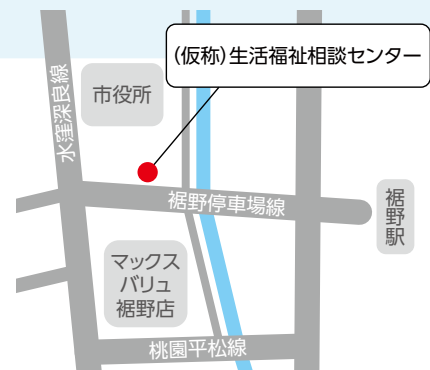 (仮称)生活福祉相談センター
市役所
水窪深良線
裾野停車場線
裾野駅
マックス
バリュ
裾野店
桃園平松線